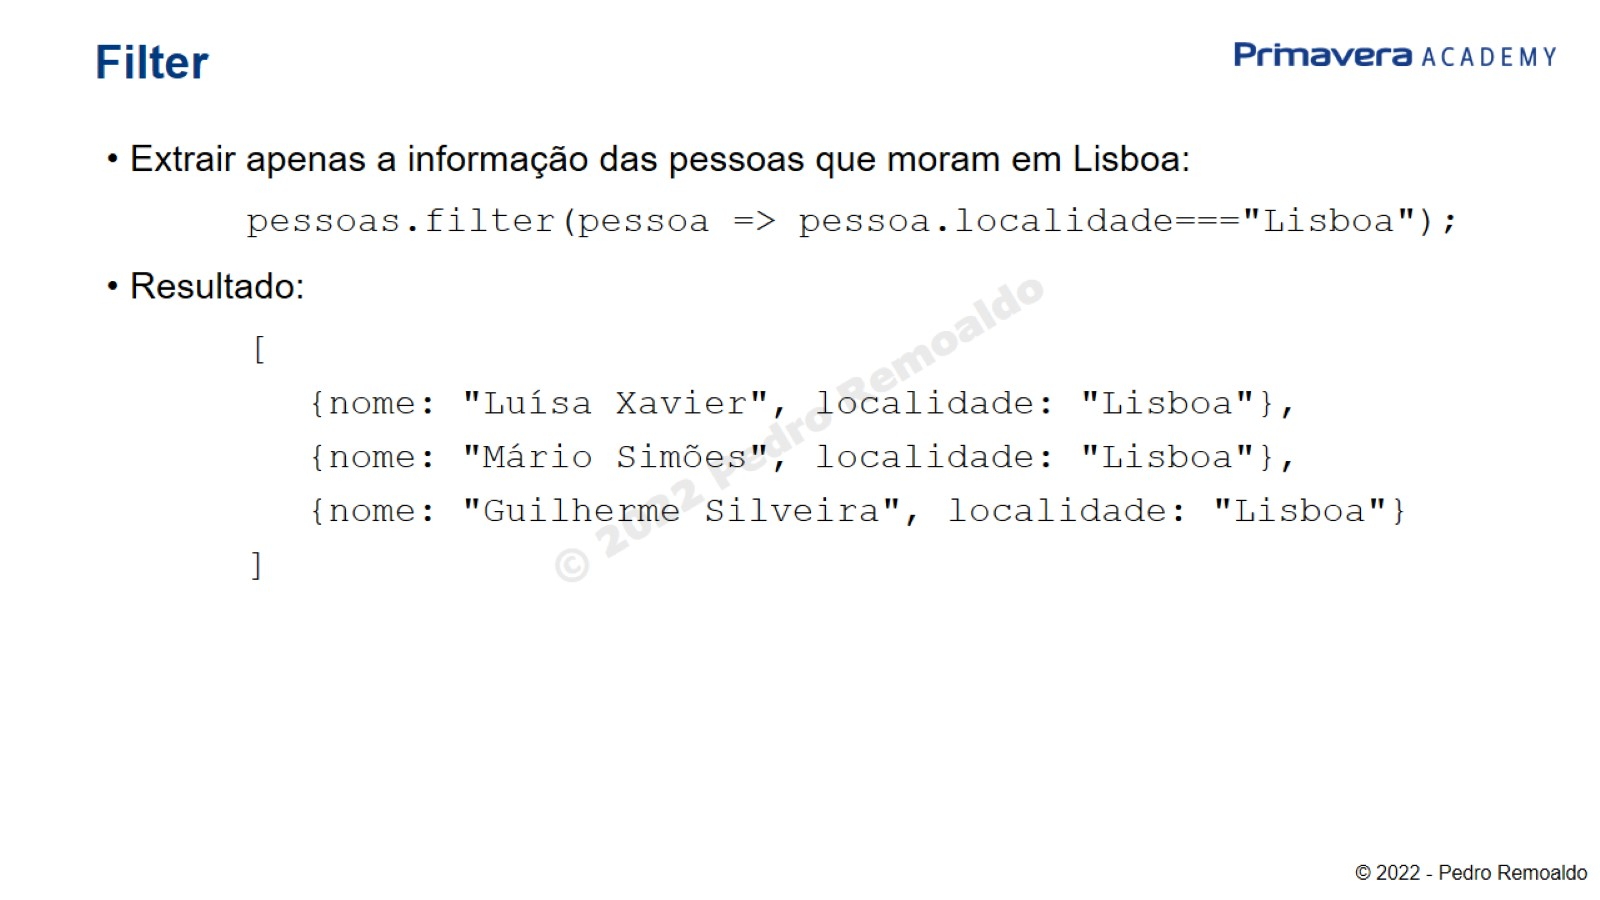 Filter
Primavera ACADEMY
• Extrair apenas a informação das pessoas que moram em Lisboa:
pessoas.filter(pessoa => pessoa.localidade==="Lisboa");
• Resultado:
[
{nome: "Luísa Xavier", localidade: "Lisboa"},
{nome: "Mário Simões", localidade: "Lisboa"},
{nome: "Guilherme Silveira", localidade: "Lisboa"}
]
© 2022 Pedro Remoaldo
© 2022 - Pedro Remoaldo